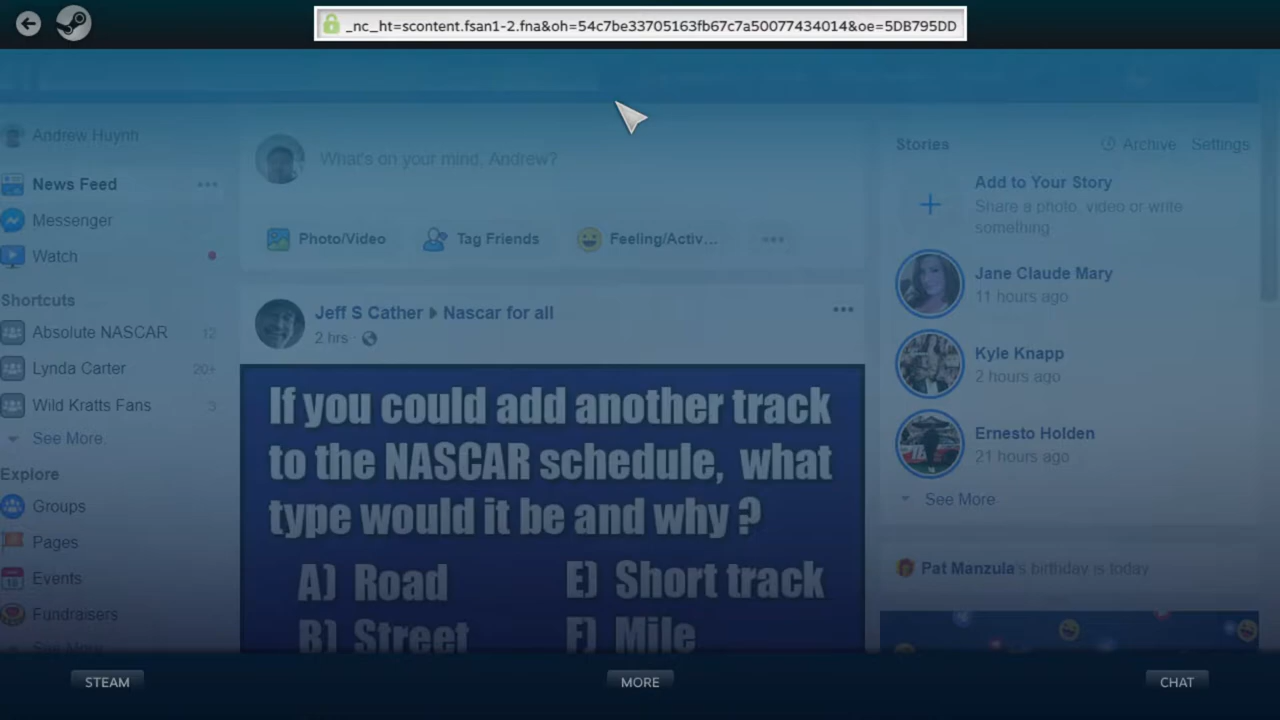 _nc_ht=scontent.fsan1-2.fna&oh=54c7be33705163fb67c7a50077434014&oe=5DB795DD
Andrew Huynh
News Feed
Messenger
Watch
Shortcuts
Absolute NASCAR 12
Lynda Carter 20+
Wild Kratts Fans 3
See More.
Explore
Groups
Pages
Events
Fundraisers
See More
What's on your mind, Andrew?
Photo/Video
Tag Friends
Feeling/Activ...
Jeff S Cather Nascar for all
2 hrs ·
If you could add another track
to the NASCAR schedule, what
type would it be and why ?
A) Road
E) Short track
B) Street
F) Mile
Stories
Archive Settings
Add to Your Story
Share a photo, video or write
something
Jane Claude Mary
11 hours ago
Kyle Knapp
2 hours ago
Ernesto Holden
21 hours ago
See More
Pat Manzula's birthday is today
STEAM
MORE
CHAT